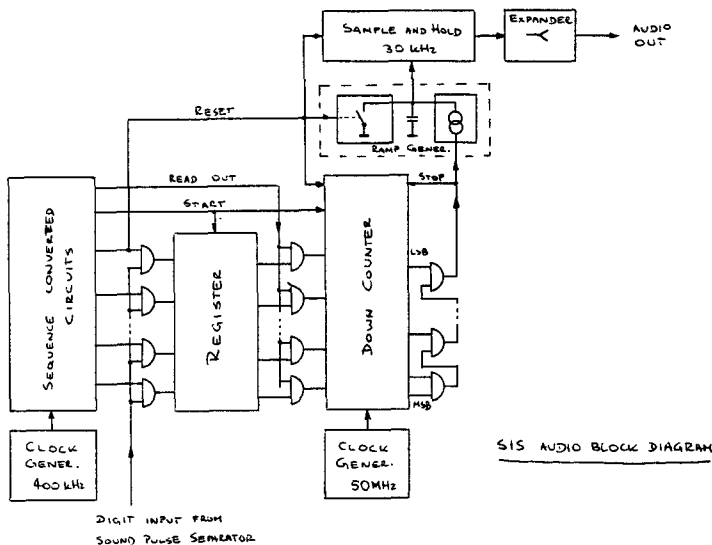 SAMPLE AND HOLD
30 KHZ
EXPANDER
AUDIO
OUT
RESET
RAMP GENER.
READ OUT
STOP
START
SEQUENCE CONVERTED
CIRCUITS
REGISTER
DOWN COUNTER
LSB
MSB
CLOCK
GENER.
400 KHZ
CLOCK
GENER.
50 MHZ
SIS AUDIO BLOCK DIAGRAM
DIGIT INPUT FROM
SOUND PULSE SEPARATOR